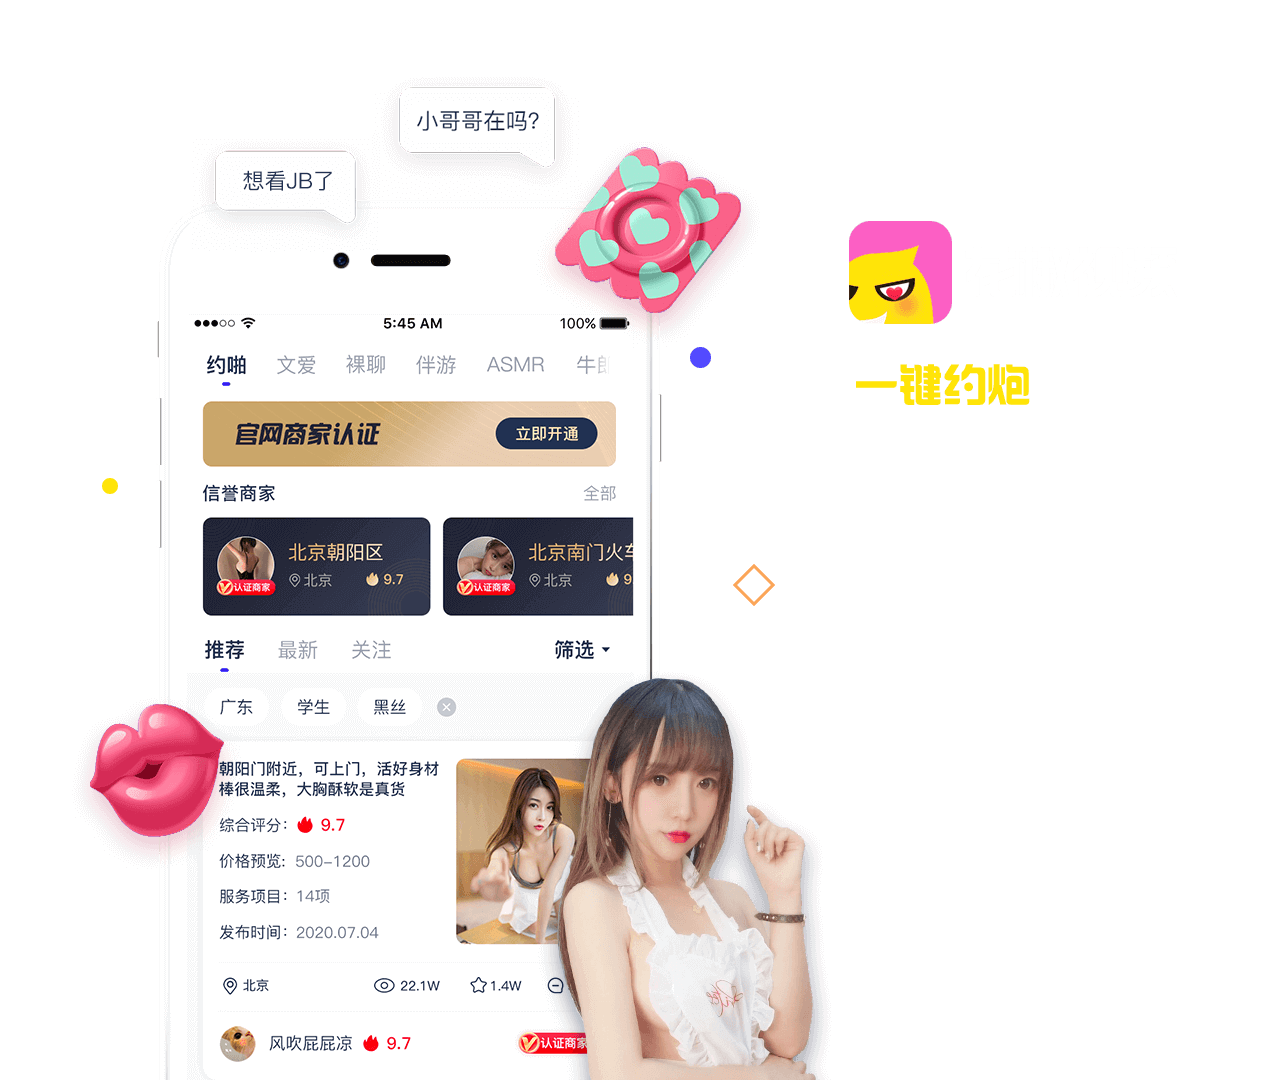 小哥哥在吗?
想看JB了
5:45 AM
100%
约啪 文爱 裸聊 伴游 ASMR 牛郎
一键约炮
官网商家认证 立即开通
信誉商家 全部
北京朝阳区 北京南门火车
认证商家 北京 9.7 认证商家 北京 9
推荐 最新 关注 筛选
广东 学生 黑丝
朝阳门附近，可上门，活好身材
棒很温柔，大胸酥软是真货
综合评分： 9.7
价格预览： 500-1200
服务项目： 14项
发布时间： 2020.07.04
北京 22.1W 1.4W
风吹屁屁凉 9.7 认证商家